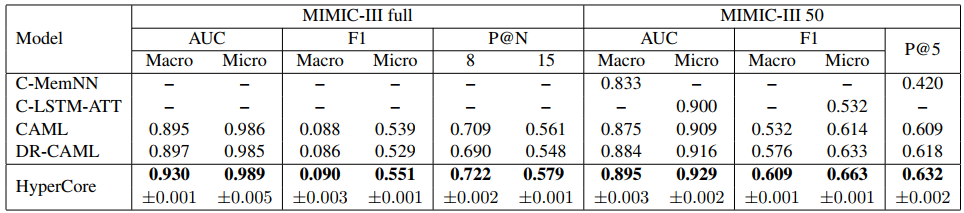 Model MIMIC-III full MIMIC-III 50
AUC F1 P@N AUC F1 P@5
Macro Micro Macro Micro 8 15 Macro Micro Macro Micro
C-MemNN – – – – – – 0.833 0.420
C-LSTM-ATT – – – – – – – 0.900 – 0.532 –
CAML 0.895 0.986 0.088 0.539 0.709 0.561 0.875 0.909 0.532 0.614 0.609
DR-CAML 0.897 0.985 0.086 0.529 0.690 0.548 0.884 0.916 0.576 0.633 0.618
HyperCore 0.930 0.989 0.090 0.551 0.722 0.579 0.895 0.929 0.609 0.663 0.632
±0.001 ±0.005 ±0.003 ±0.001 ±0.002 ±0.001 ±0.003 ±0.002 ±0.001 ±0.001 ±0.002